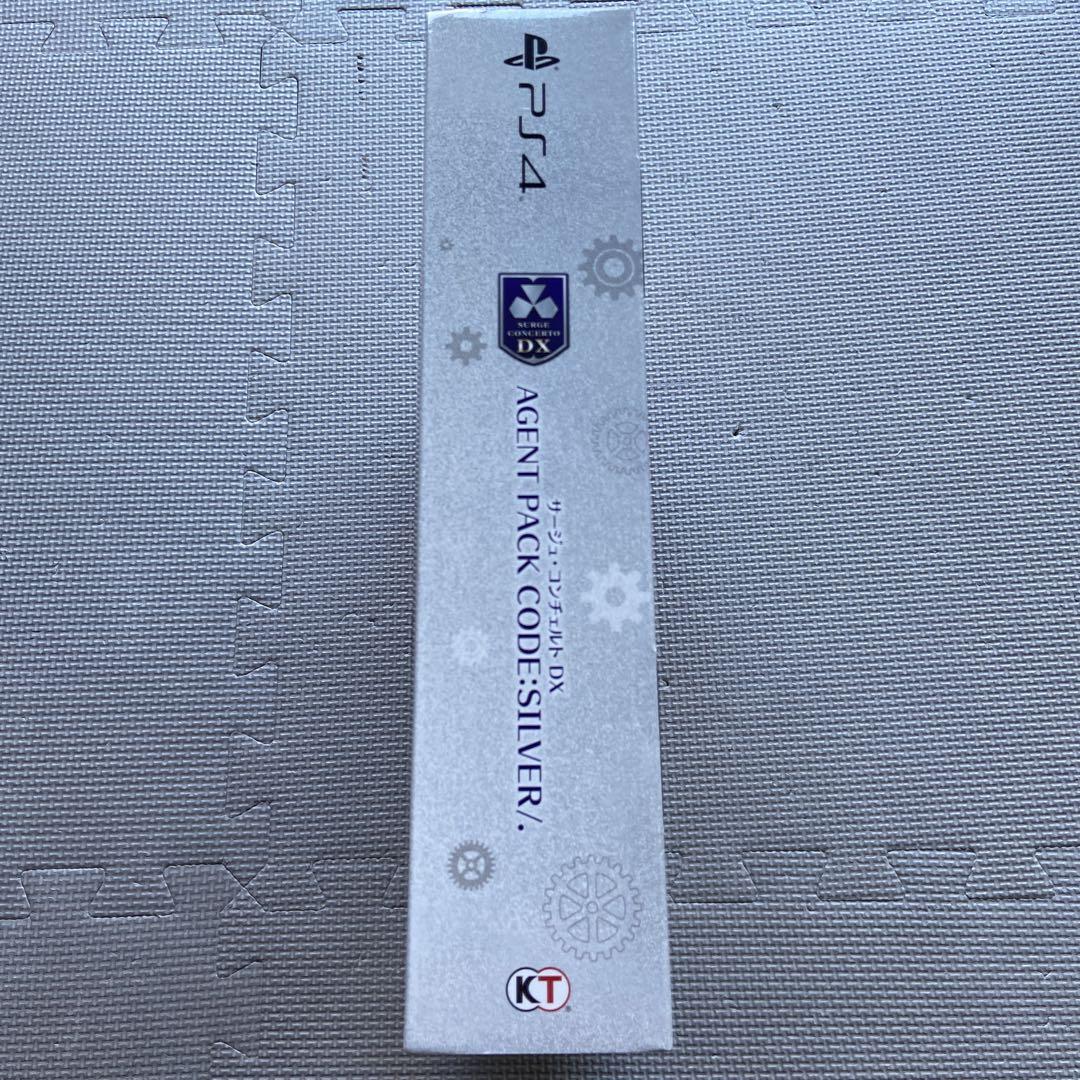 PS4
SURGE
CONCERTO
DX
サージュ・コンチェルト DX
AGENT PACK CODE:SILVER/.
KT